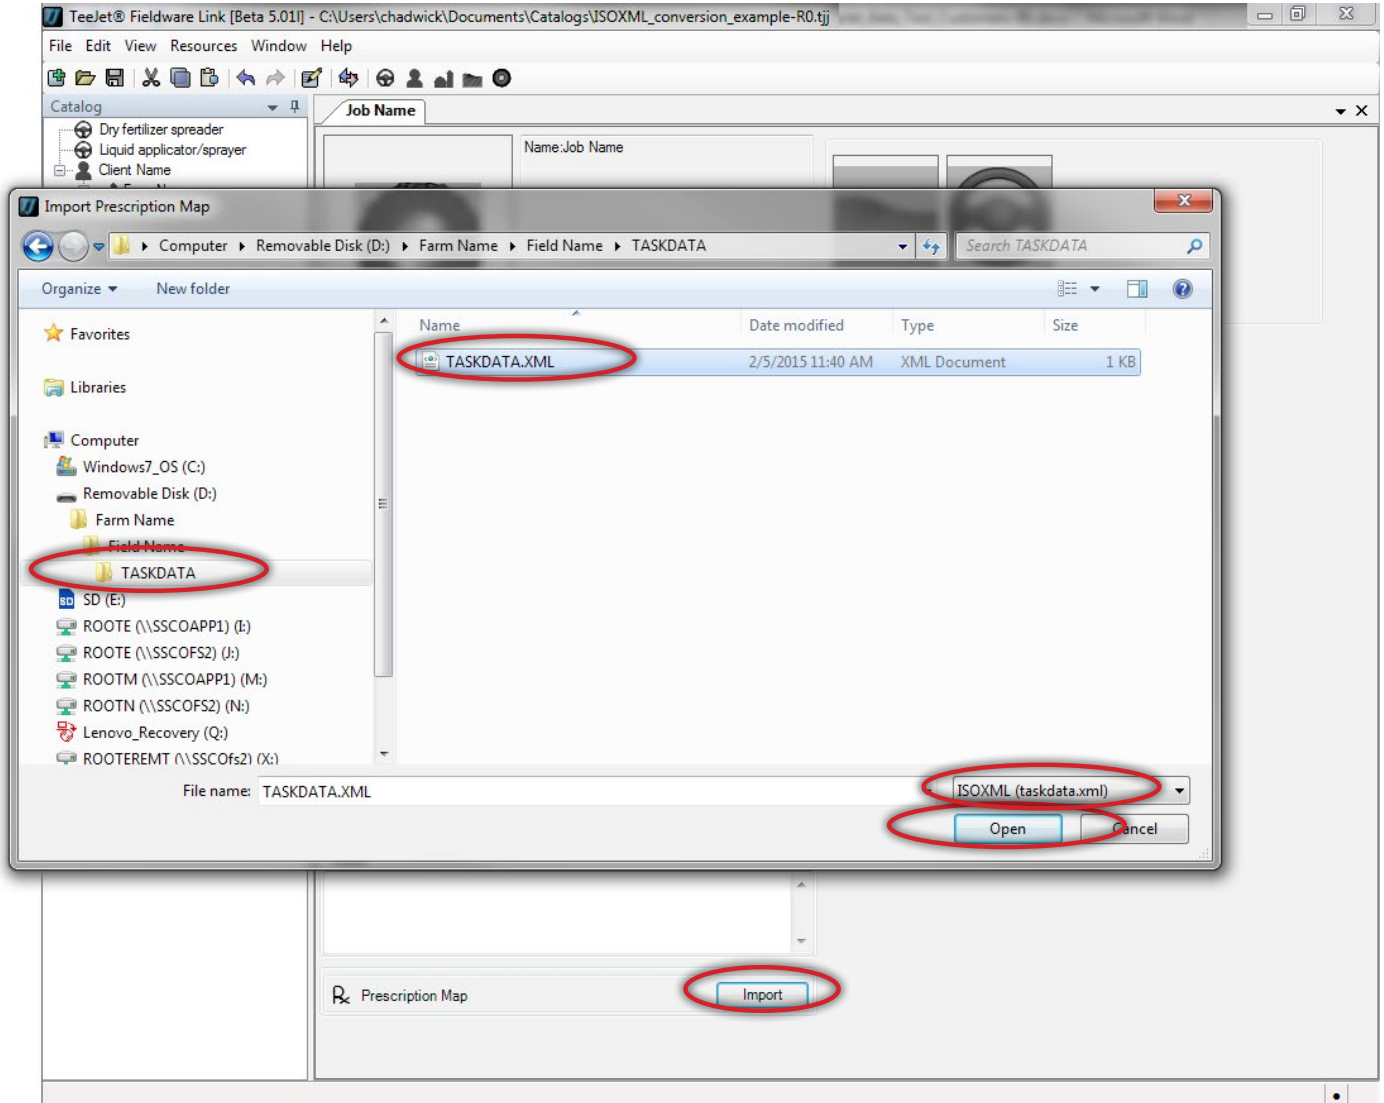 TeeJet® Fieldware Link [Beta 5.01l] - C:\Users\chadwick\Documents\Catalogs\ISOXML_conversion_example-R0.tjj
File Edit View Resources Window Help
Catalog
Job Name
Dry fertilizer spreader
Liquid applicator/sprayer
Client Name
Name:Job Name
Import Prescription Map
Computer Removable Disk (D:) Farm Name Field Name TASKDATA
Search TASKDATA
Organize New folder
Name Date modified Type Size
TASKDATA.XML 2/5/2015 11:40 AM XML Document 1 KB
Favorites
Libraries
Computer
Windows7_OS (C:)
Removable Disk (D:)
Farm Name
Field Name
TASKDATA
SD (E:)
ROOTE (\\SSCOAPP1) (I:)
ROOTE (\\SSCOFS2) (J:)
ROOTM (\\SSCOAPP1) (M:)
ROOTN (\\SSCOFS2) (N:)
Lenovo_Recovery (Q:)
ROOTEREMT (\\SSCOfs2) (X:)
File name: TASKDATA.XML
ISOXML (taskdata.xml)
Open Cancel
Rx Prescription Map
Import